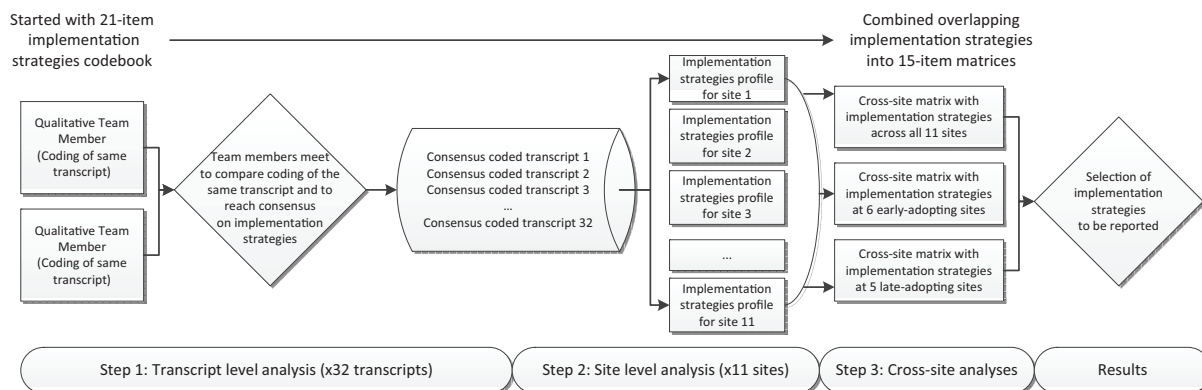 Started with 21-item
implementation
strategies codebook
Combined overlapping
implementation strategies
into 15-item matrices
Qualitative Team
Member
(Coding of same
transcript)
Qualitative Team
Member
(Coding of same
transcript)
Team members meet
to compare coding of the
same transcript and to
reach consensus
on implementation
strategies
Consensus coded transcript 1
Consensus coded transcript 2
Consensus coded transcript 3
...
Consensus coded transcript 32
Implementation
strategies profile
for site 1
Implementation
strategies profile
for site 2
Implementation
strategies profile
for site 3
...
Implementation
strategies profile
for site 11
Cross-site matrix with
implementation strategies
across all 11 sites
Cross-site matrix with
implementation strategies
at 6 early-adopting sites
Cross-site matrix with
implementation strategies
at 5 late-adopting sites
Selection of
implementation
strategies
to be reported
Step 1: Transcript level analysis (x32 transcripts)
Step 2: Site level analysis (x11 sites)
Step 3: Cross-site analyses
Results